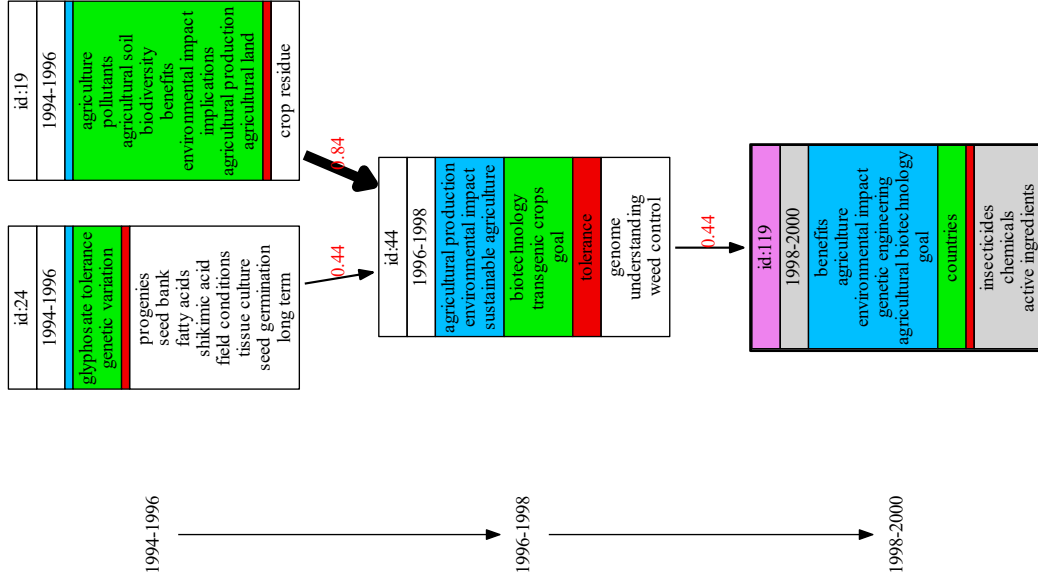 id:19
1994-1996
agriculture
pollutants
agricultural soil
biodiversity
benefits
environmental impact
implications
agricultural production
agricultural land
crop residue
id:24
1994-1996
glyphosate tolerance
genetic variation
progenies
seed bank
fatty acids
shikimic acid
field conditions
tissue culture
seed germination
long term
0.84
0.44
id:44
1996-1998
agricultural production
environmental impact
sustainable agriculture
biotechnology
transgenic crops
goal
tolerance
genome
understanding
weed control
0.44
id:119
1998-2000
benefits
agriculture
environmental impact
genetic engineering
agricultural biotechnology
goal
countries
insecticides
chemicals
active ingredients
1994-1996
1996-1998
1998-2000